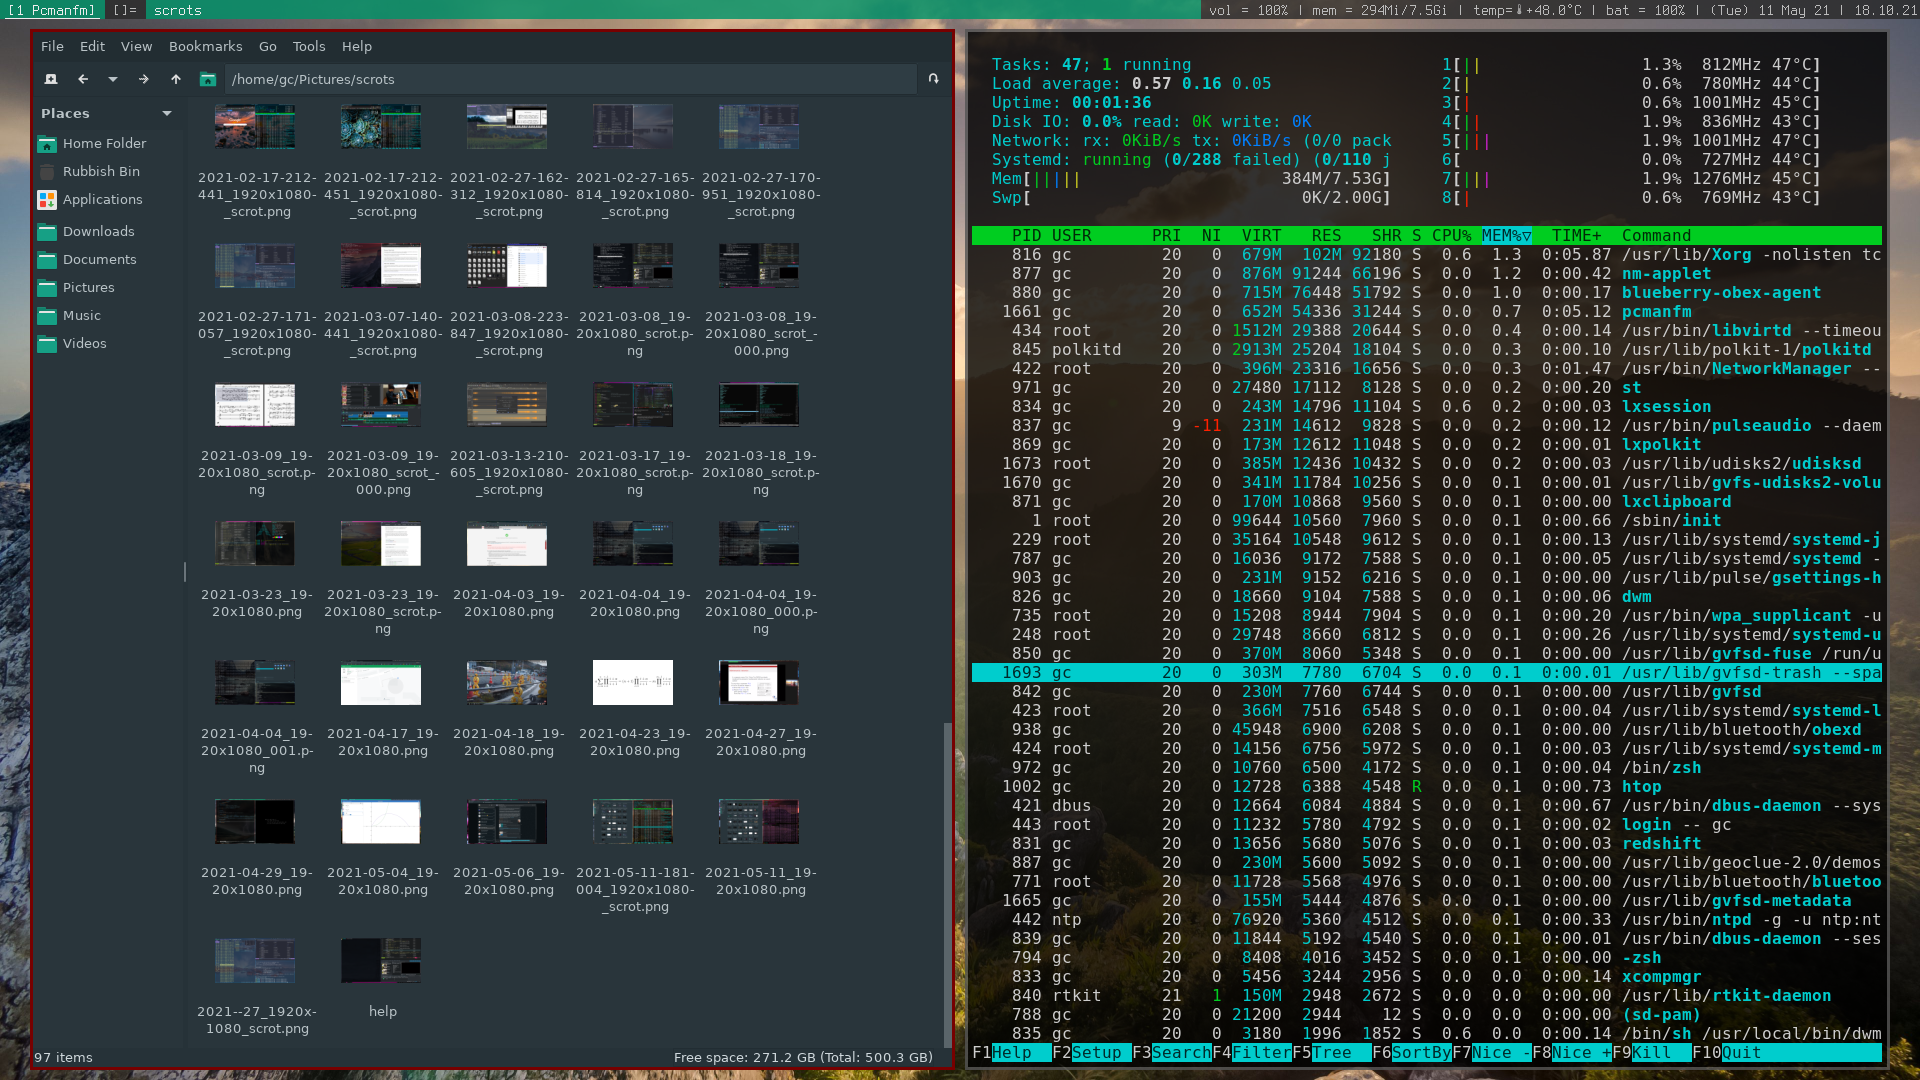 [1 Pcmanfm] []= scrots
vol = 100% | mem = 294Mi/7.5Gi | temp=🌡+48.0°C | bat = 100% | (Tue) 11 May 21 | 18.10.21
File Edit View Bookmarks Go Tools Help
/home/gc/Pictures/scrots
Places
Home Folder
Rubbish Bin
Applications
Downloads
Documents
Pictures
Music
Videos
2021-02-17-212- 2021-02-17-212- 2021-02-27-162- 2021-02-27-165- 2021-02-27-170-
441_1920x1080- 451_1920x1080- 312_1920x1080- 814_1920x1080- 951_1920x1080-
_scrot.png _scrot.png _scrot.png _scrot.png _scrot.png
2021-02-27-171- 2021-03-07-140- 2021-03-08-223- 2021-03-08_19- 2021-03-08_19-
057_1920x1080- 441_1920x1080- 847_1920x1080- 20x1080_scrot.p- 20x1080_scrot_-
_scrot.png _scrot.png _scrot.png ng 000.png
2021-03-09_19- 2021-03-09_19- 2021-03-13-210- 2021-03-17_19- 2021-03-18_19-
20x1080_scrot.p- 20x1080_scrot_- 605_1920x1080- 20x1080_scrot.p- 20x1080_scrot.p-
ng 000.png _scrot.png ng ng
2021-03-23_19- 2021-03-23_19- 2021-04-03_19- 2021-04-04_19- 2021-04-04_19-
20x1080.png 20x1080_scrot.p- 20x1080.png 20x1080.png 20x1080_000.p-
ng ng
2021-04-04_19- 2021-04-17_19- 2021-04-18_19- 2021-04-23_19- 2021-04-27_19-
20x1080_001.p- 20x1080.png 20x1080.png 20x1080.png 20x1080.png
ng
2021-04-29_19- 2021-05-04_19- 2021-05-06_19- 2021-05-11-181- 2021-05-11_19-
20x1080.png 20x1080.png 20x1080.png 004_1920x1080- 20x1080.png
_scrot.png
2021--27_1920x- help
1080_scrot.png
97 items Free space: 271.2 GB (Total: 500.3 GB)
Tasks: 47; 1 running 1[|| 1.3% 812MHz 47°C]
Load average: 0.57 0.16 0.05 2[| 0.6% 780MHz 44°C]
Uptime: 00:01:36 3[| 0.6% 1001MHz 45°C]
Disk IO: 0.0% read: 0K write: 0K 4[|| 1.9% 836MHz 43°C]
Network: rx: 0KiB/s tx: 0KiB/s (0/0 pack 5[||| 1.9% 1001MHz 47°C]
Systemd: running (0/288 failed) (0/110 j 6[ 0.0% 727MHz 44°C]
Mem[||||| 384M/7.53G] 7[||| 1.9% 1276MHz 45°C]
Swp[ 0K/2.00G] 8[| 0.6% 769MHz 43°C]
PID USER PRI NI VIRT RES SHR S CPU% MEM%▽ TIME+ Command
816 gc 20 0 679M 102M 92180 S 0.6 1.3 0:05.87 /usr/lib/Xorg -nolisten tc
877 gc 20 0 876M 91244 66196 S 0.0 1.2 0:00.42 nm-applet
880 gc 20 0 715M 76448 51792 S 0.0 1.0 0:00.17 blueberry-obex-agent
1661 gc 20 0 652M 54336 31244 S 0.0 0.7 0:05.12 pcmanfm
434 root 20 0 1512M 29388 20644 S 0.0 0.4 0:00.14 /usr/bin/libvirtd --timeou
845 polkitd 20 0 2913M 25204 18104 S 0.0 0.3 0:00.10 /usr/lib/polkit-1/polkitd
422 root 20 0 396M 23316 16656 S 0.0 0.3 0:01.47 /usr/bin/NetworkManager --
971 gc 20 0 27480 17112 8128 S 0.0 0.2 0:00.20 st
834 gc 20 0 243M 14796 11104 S 0.6 0.2 0:00.03 lxsession
837 gc 9 -11 231M 14612 9828 S 0.0 0.2 0:00.12 /usr/bin/pulseaudio --daem
869 gc 20 0 173M 12612 11048 S 0.0 0.2 0:00.01 lxpolkit
1673 root 20 0 385M 12436 10432 S 0.0 0.2 0:00.03 /usr/lib/udisks2/udisksd
1670 gc 20 0 341M 11784 10256 S 0.0 0.1 0:00.01 /usr/lib/gvfs-udisks2-volu
871 gc 20 0 170M 10868 9560 S 0.0 0.1 0:00.00 lxclipboard
1 root 20 0 99644 10560 7960 S 0.0 0.1 0:00.66 /sbin/init
229 root 20 0 35164 10548 9612 S 0.0 0.1 0:00.13 /usr/lib/systemd/systemd-j
787 gc 20 0 16036 9172 7588 S 0.0 0.1 0:00.05 /usr/lib/systemd/systemd -
903 gc 20 0 231M 9152 6216 S 0.0 0.1 0:00.00 /usr/lib/pulse/gsettings-h
826 gc 20 0 18660 9104 7588 S 0.0 0.1 0:00.06 dwm
735 root 20 0 15208 8944 7904 S 0.0 0.1 0:00.20 /usr/bin/wpa_supplicant -u
248 root 20 0 29748 8660 6812 S 0.0 0.1 0:00.26 /usr/lib/systemd/systemd-u
850 gc 20 0 370M 8060 5348 S 0.0 0.1 0:00.00 /usr/lib/gvfsd-fuse /run/u
1693 gc 20 0 303M 7780 6704 S 0.0 0.1 0:00.01 /usr/lib/gvfsd-trash --spa
842 gc 20 0 230M 7760 6744 S 0.0 0.1 0:00.00 /usr/lib/gvfsd
423 root 20 0 366M 7516 6548 S 0.0 0.1 0:00.04 /usr/lib/systemd/systemd-l
938 gc 20 0 45948 6900 6208 S 0.0 0.1 0:00.00 /usr/lib/bluetooth/obexd
424 root 20 0 14156 6756 5972 S 0.0 0.1 0:00.03 /usr/lib/systemd/systemd-m
972 gc 20 0 10760 6500 4172 S 0.0 0.1 0:00.04 /bin/zsh
1002 gc 20 0 12728 6388 4548 R 0.0 0.1 0:00.73 htop
421 dbus 20 0 12664 6084 4884 S 0.0 0.1 0:00.67 /usr/bin/dbus-daemon --sys
443 root 20 0 11232 5780 4792 S 0.0 0.1 0:00.02 login -- gc
831 gc 20 0 13656 5680 5076 S 0.0 0.1 0:00.03 redshift
887 gc 20 0 230M 5600 5092 S 0.0 0.1 0:00.00 /usr/lib/geoclue-2.0/demos
771 root 20 0 11728 5568 4976 S 0.0 0.1 0:00.00 /usr/lib/bluetooth/bluetoo
1665 gc 20 0 155M 5444 4876 S 0.0 0.1 0:00.00 /usr/lib/gvfsd-metadata
442 ntp 20 0 76920 5360 4512 S 0.0 0.1 0:00.33 /usr/bin/ntpd -g -u ntp:nt
839 gc 20 0 11844 5192 4540 S 0.0 0.1 0:00.01 /usr/bin/dbus-daemon --ses
794 gc 20 0 8408 4016 3452 S 0.0 0.1 0:00.00 -zsh
833 gc 20 0 5456 3244 2956 S 0.0 0.0 0:00.14 xcompmgr
840 rtkit 21 1 150M 2948 2672 S 0.0 0.0 0:00.00 /usr/lib/rtkit-daemon
788 gc 20 0 21200 2944 12 S 0.0 0.0 0:00.00 (sd-pam)
835 gc 20 0 3180 1996 1852 S 0.6 0.0 0:00.14 /bin/sh /usr/local/bin/dwm
F1Help F2Setup F3SearchF4FilterF5Tree F6SortByF7Nice -F8Nice +F9Kill F10Quit